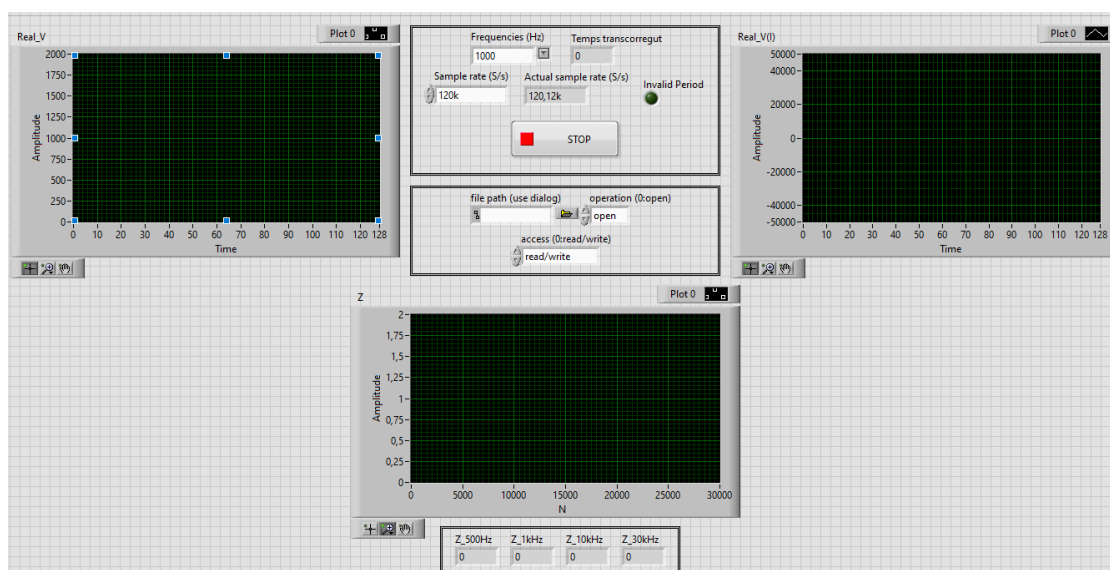 Real_V
Plot 0
2000
1750
1500
1250
1000
750
500
250
0
Amplitude
0 10 20 30 40 50 60 70 80 90 100 110 120 128
Time
Frequencies (Hz) Temps transcorregut
1000 0
Sample rate (S/s) Actual sample rate (S/s) Invalid Period
120k 120,12k
STOP
file path (use dialog) operation (0:open)
open
access (0:read/write)
read/write
Real_V(I)
Plot 0
50000
40000
20000
0
-20000
-40000
-50000
Amplitude
0 10 20 30 40 50 60 70 80 90 100 110 120 128
Time
Z
Plot 0
2
1,75
1,5
1,25
1
0,75
0,5
0,25
0
Amplitude
0 5000 10000 15000 20000 25000 30000
N
Z_500Hz Z_1kHz Z_10kHz Z_30kHz
0 0 0 0